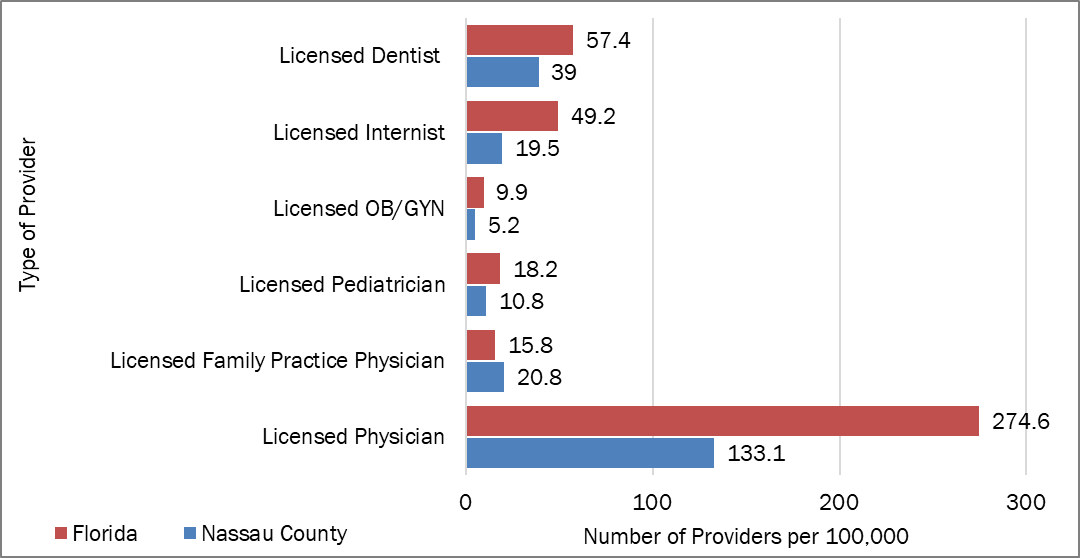 Type of Provider
Licensed Dentist
57.4
39
Licensed Internist
49.2
19.5
Licensed OB/GYN
9.9
5.2
Licensed Pediatrician
18.2
10.8
Licensed Family Practice Physician
15.8
20.8
Licensed Physician
274.6
133.1
0 100 200 300
Number of Providers per 100,000
Florida Nassau County